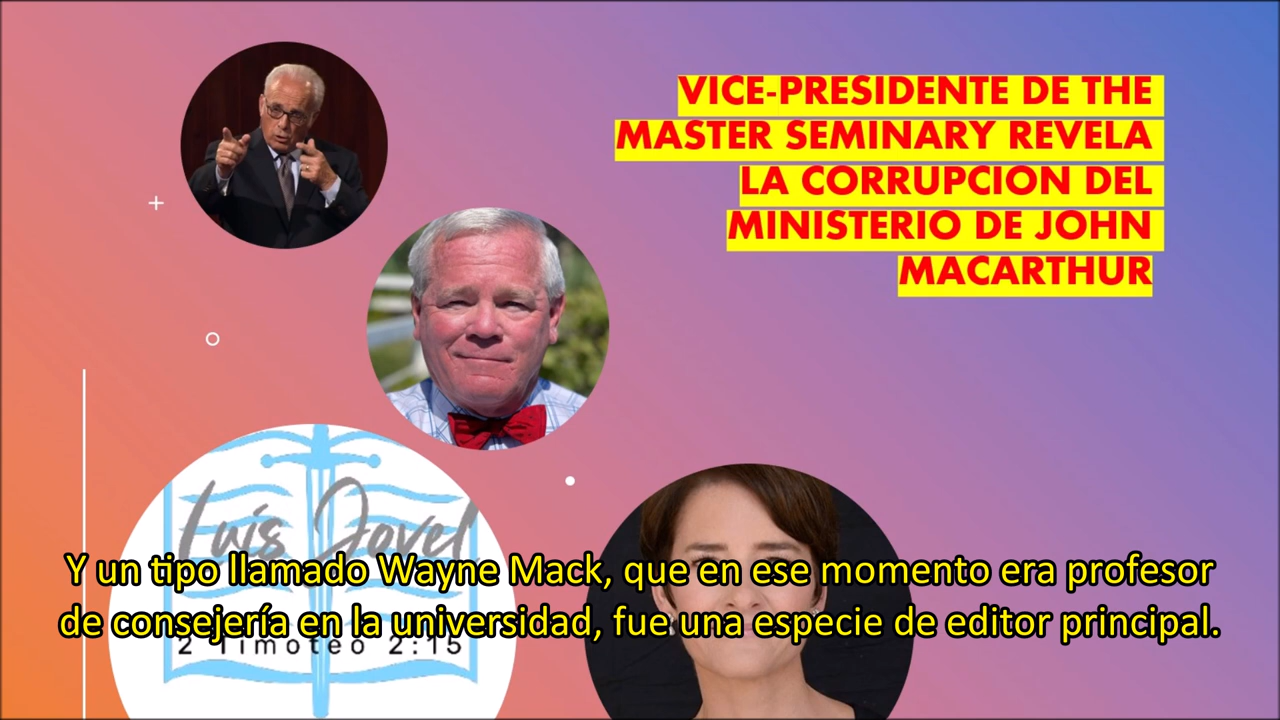 VICE-PRESIDENTE DE THE
MASTER SEMINARY REVELA
LA CORRUPCION DEL
MINISTERIO DE JOHN
MACARTHUR
Luis Jovel
Y un tipo llamado Wayne Mack, que en ese momento era profesor
de consejería en la universidad, fue una especie de editor principal.
2 Timoteo 2:15